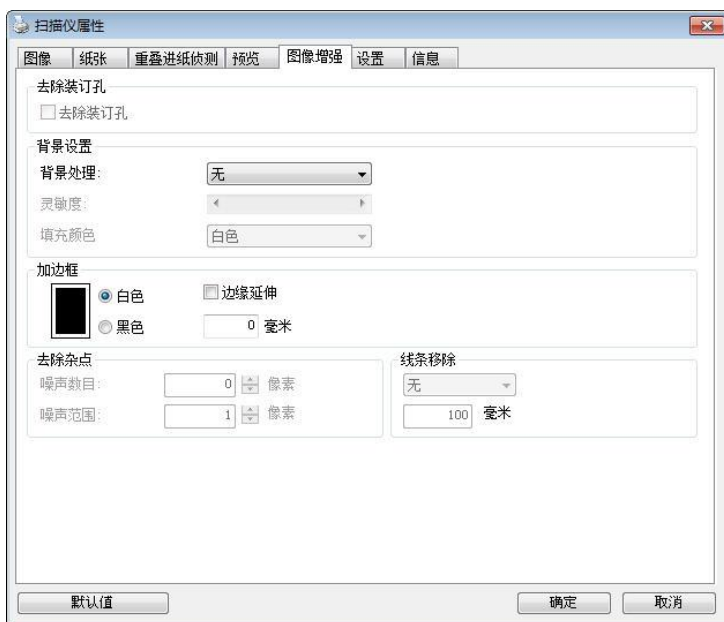 扫描仪属性
图像 纸张 重叠进纸侦测 预览 图像增强 设置 信息
去除装订孔
去除装订孔
背景设置
背景处理: 无
灵敏度:
填充颜色 白色
加边框
白色 边缘延伸
黑色 0 毫米
去除杂点 线条移除
噪声数目: 0 像素 无
噪声范围: 1 像素 100 毫米
默认值 确定 取消